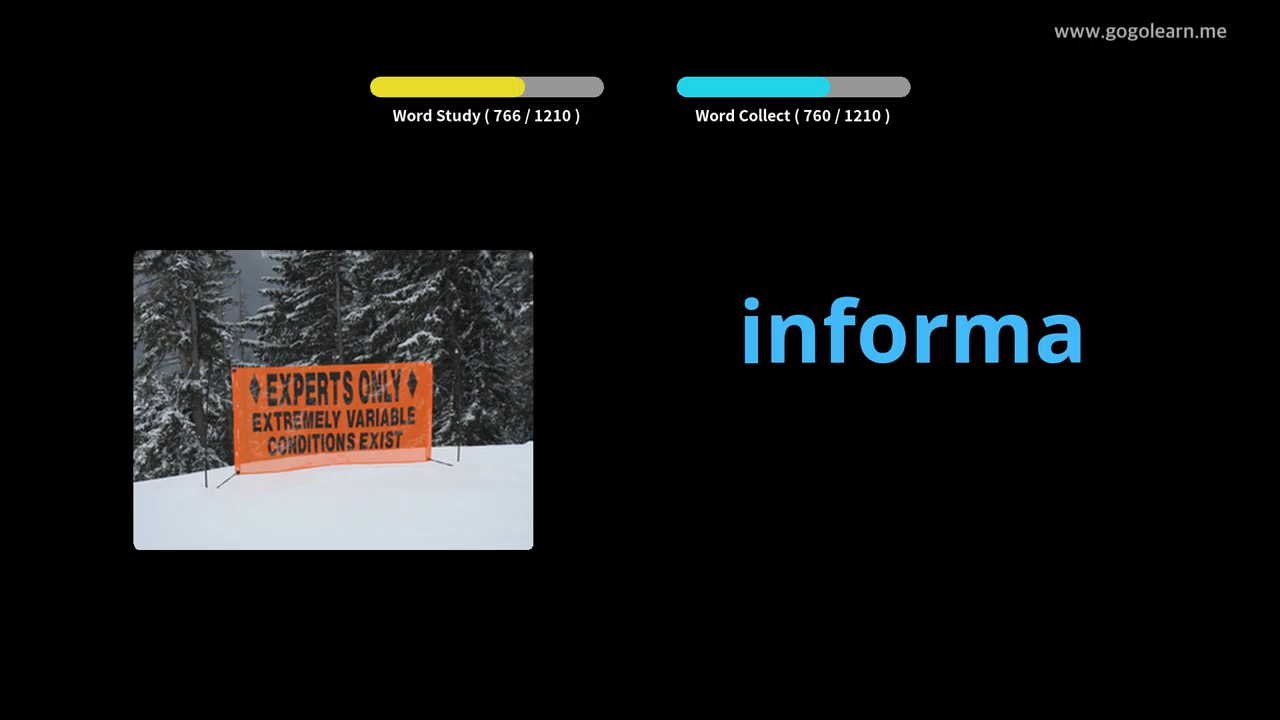 www.gogolearn.me
Word Study ( 766 / 1210 )
Word Collect ( 760 / 1210 )
EXPERTS ONLY
EXTREMELY VARIABLE
CONDITIONS EXIST
informa